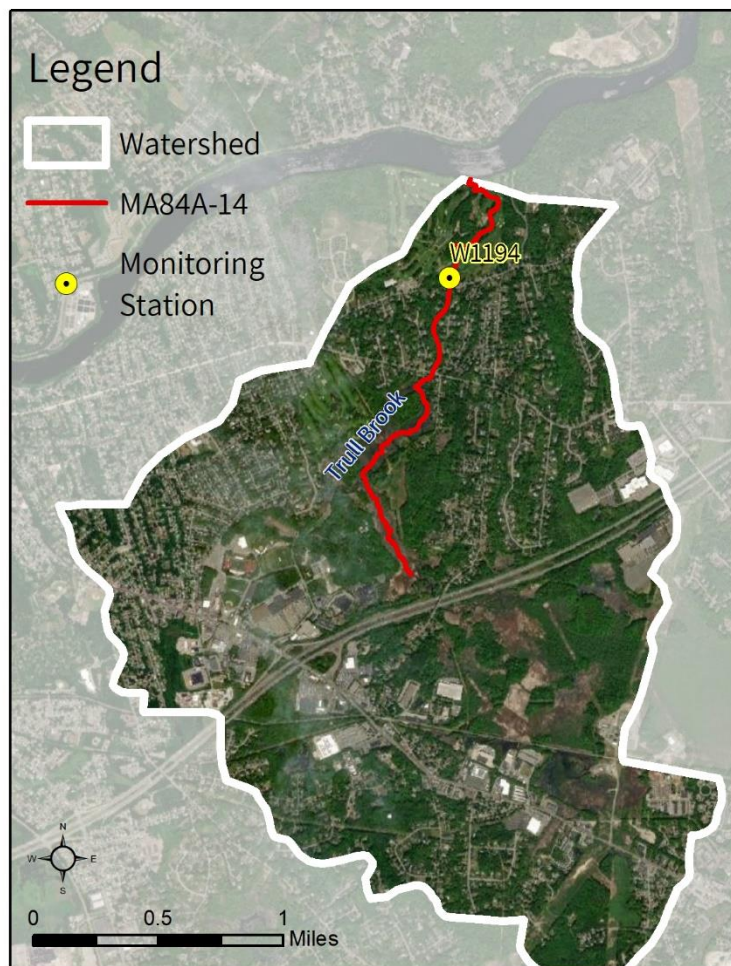 Legend
Watershed
MA84A-14
Monitoring
Station
W1194
Trull Brook
N
W E
S
0 0.5 1
Miles